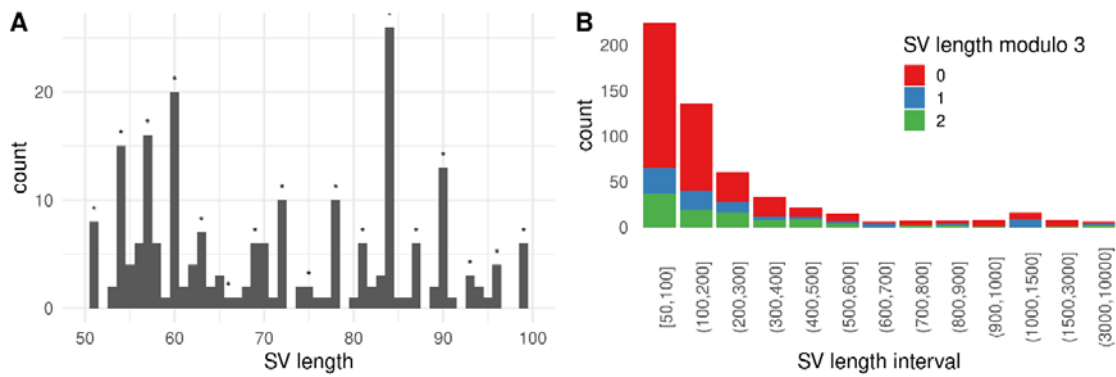 A
count
20
10
0
* * * * * * * * * * * * * * * * *
50 60 70 80 90 100
SV length
B
SV length modulo 3
0
1
2
count
200
150
100
50
0
[50,100]
(100,200]
(200,300]
(300,400]
(400,500]
(500,600]
(600,700]
(700,800]
(800,900]
(900,1000]
(1000,1500]
(1500,3000]
(3000,10000]
SV length interval